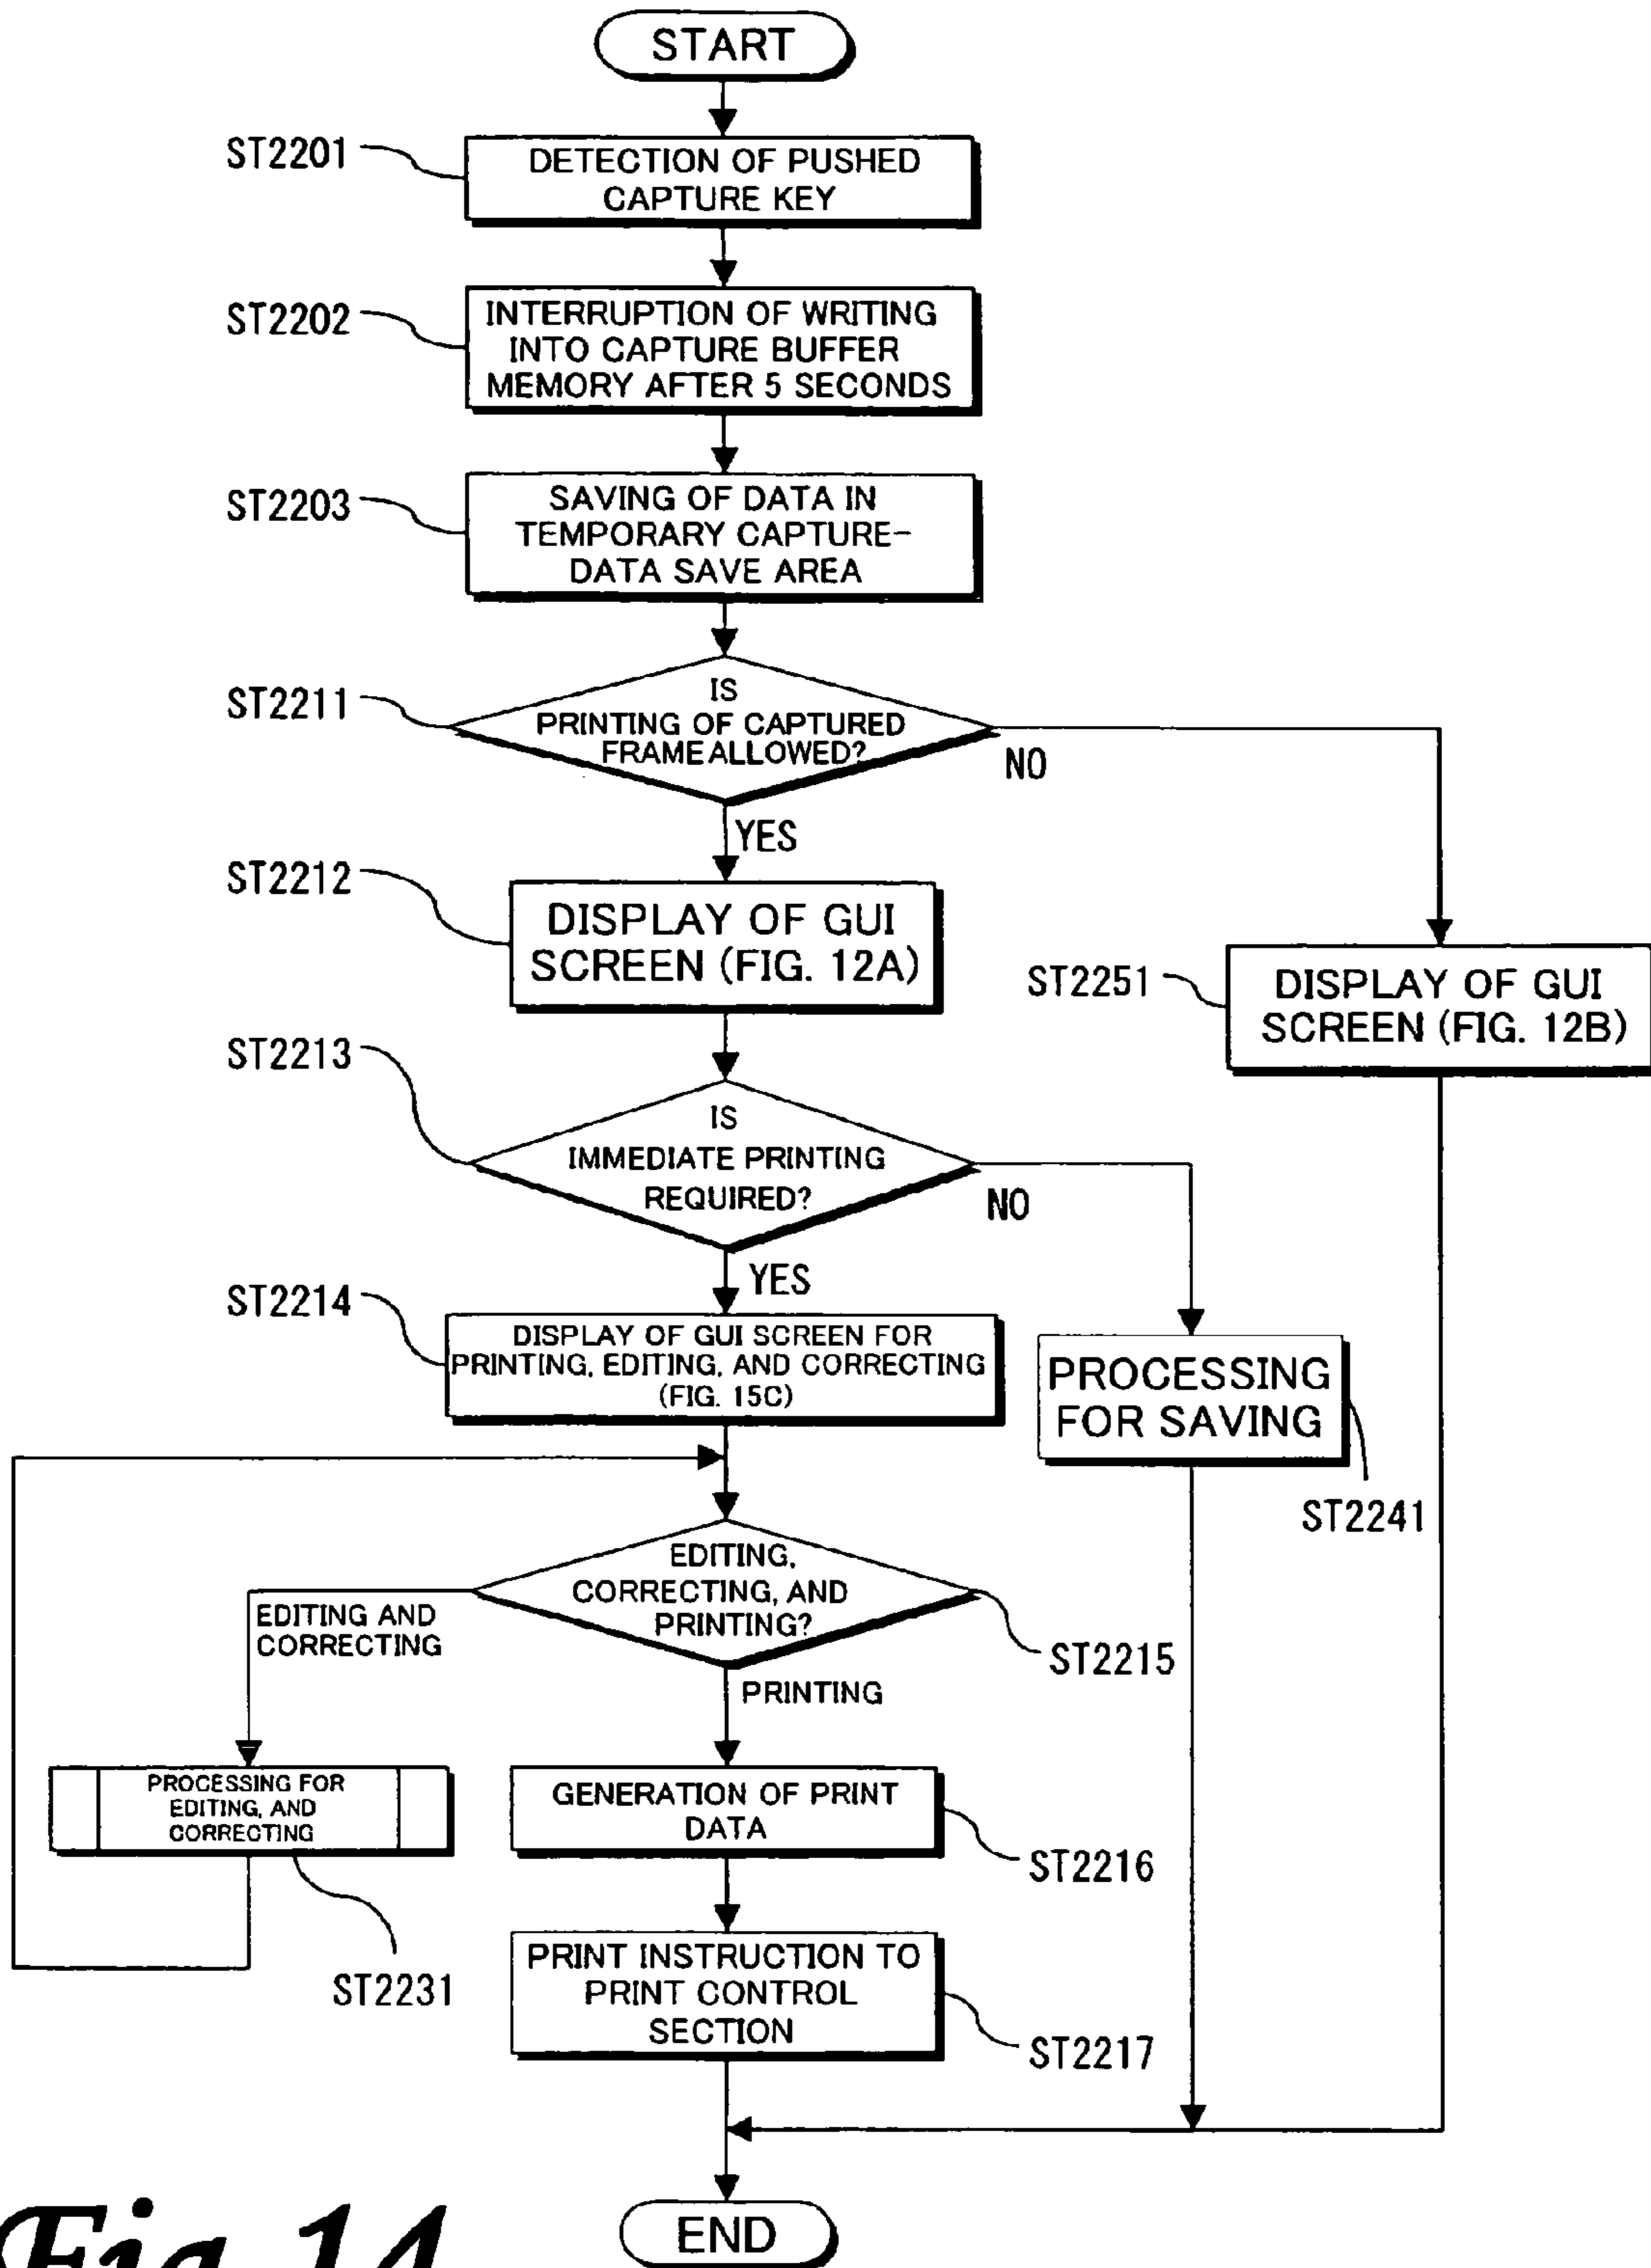 START
ST2201
DETECTION OF PUSHED
CAPTURE KEY
ST2202
INTERRUPTION OF WRITING
INTO CAPTURE BUFFER
MEMORY AFTER 5 SECONDS
ST2203
SAVING OF DATA IN
TEMPORARY CAPTURE-
DATA SAVE AREA
ST2211
IS
PRINTING OF CAPTURED
FRAME ALLOWED?
NO
YES
ST2212
DISPLAY OF GUI
SCREEN (FIG. 12A)
ST2251
DISPLAY OF GUI
SCREEN (FIG. 12B)
ST2213
IS
IMMEDIATE PRINTING
REQUIRED?
NO
YES
ST2214
DISPLAY OF GUI SCREEN FOR
PRINTING, EDITING, AND CORRECTING
(FIG. 15C)
PROCESSING
FOR SAVING
ST2241
EDITING,
CORRECTING, AND
PRINTING?
EDITING AND
CORRECTING
ST2215
PRINTING
PROCESSING FOR
EDITING, AND
CORRECTING
GENERATION OF PRINT
DATA
ST2216
ST2231
PRINT INSTRUCTION TO
PRINT CONTROL
SECTION
ST2217
END
Fig.14